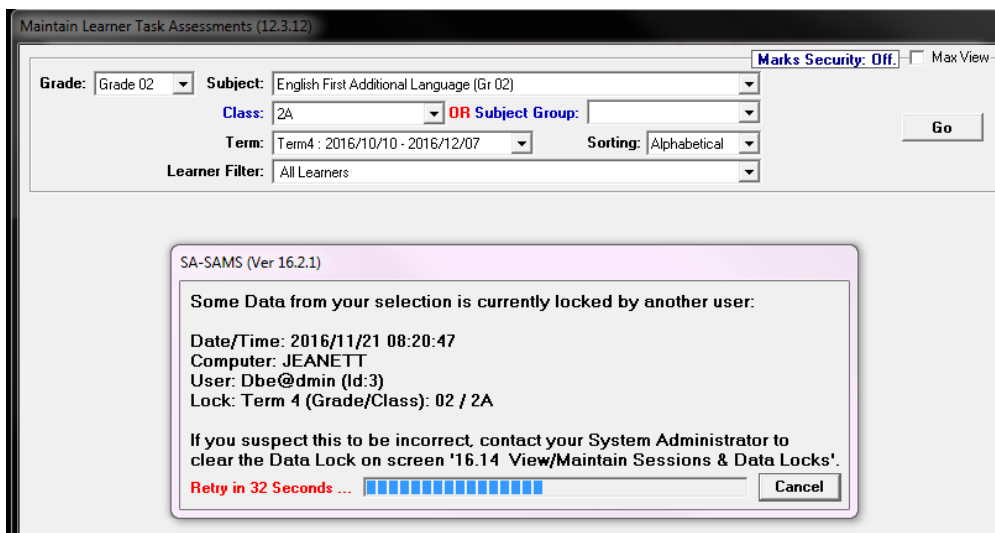 Maintain Learner Task Assessments (12.3.12)
Marks Security: Off. Max View
Grade: Grade 02 Subject: English First Additional Language (Gr 02)
Class: 2A OR Subject Group:
Go
Term: Term4 : 2016/10/10 - 2016/12/07 Sorting: Alphabetical
Learner Filter: All Learners
SA-SAMS (Ver 16.2.1)
Some Data from your selection is currently locked by another user:
Date/Time: 2016/11/21 08:20:47
Computer: JEANETT
User: Dbe@dmin (Id:3)
Lock: Term 4 (Grade/Class): 02 / 2A
If you suspect this to be incorrect, contact your System Administrator to
clear the Data Lock on screen '16.14 View/Maintain Sessions & Data Locks'.
Retry in 32 Seconds ... Cancel